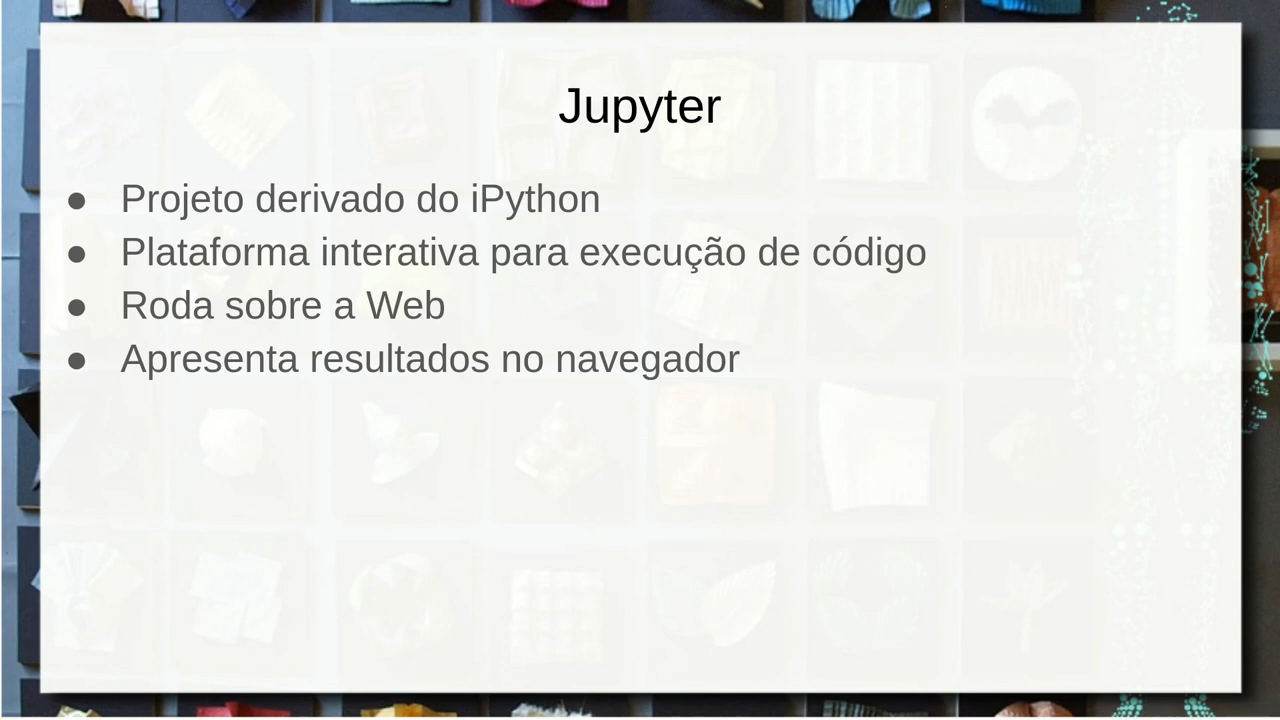 Jupyter
● Projeto derivado do iPython
● Plataforma interativa para execução de código
● Roda sobre a Web
● Apresenta resultados no navegador